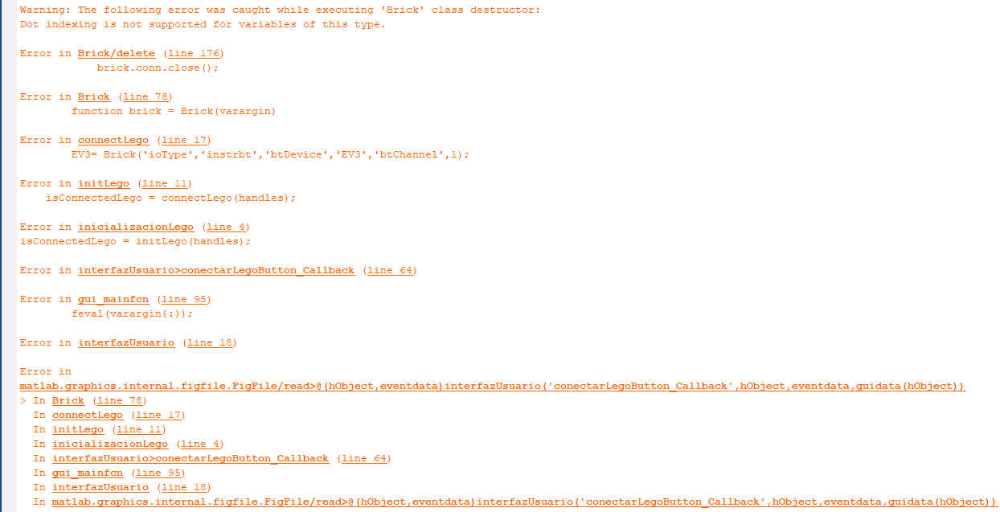 Warning: The following error was caught while executing 'Brick' class destructor:
Dot indexing is not supported for variables of this type.
Error in Brick/delete (line 176)
brick.conn.close();
Error in Brick (line 78)
function brick = Brick(varargin)
Error in connectLego (line 17)
EV3= Brick('ioType','instrbt','btDevice','EV3','btChannel',1);
Error in initLego (line 11)
isConnectedLego = connectLego(handles);
Error in inicializacionLego (line 4)
isConnectedLego = initLego(handles);
Error in interfazUsuario>conectarLegoButton_Callback (line 64)
Error in gui_mainfcn (line 95)
feval(varargin{:});
Error in interfazUsuario (line 18)
Error in
matlab.graphics.internal.figfile.FigFile/read>@(hObject,eventdata)interfazUsuario('conectarLegoButton_Callback',hObject,eventdata,guidata(hObject))
> In Brick (line 78)
In connectLego (line 17)
In initLego (line 11)
In inicializacionLego (line 4)
In interfazUsuario>conectarLegoButton_Callback (line 64)
In gui_mainfcn (line 95)
In interfazUsuario (line 18)
In matlab.graphics.internal.figfile.FigFile/read>@(hObject,eventdata)interfazUsuario('conectarLegoButton_Callback',hObject,eventdata,guidata(hObject))